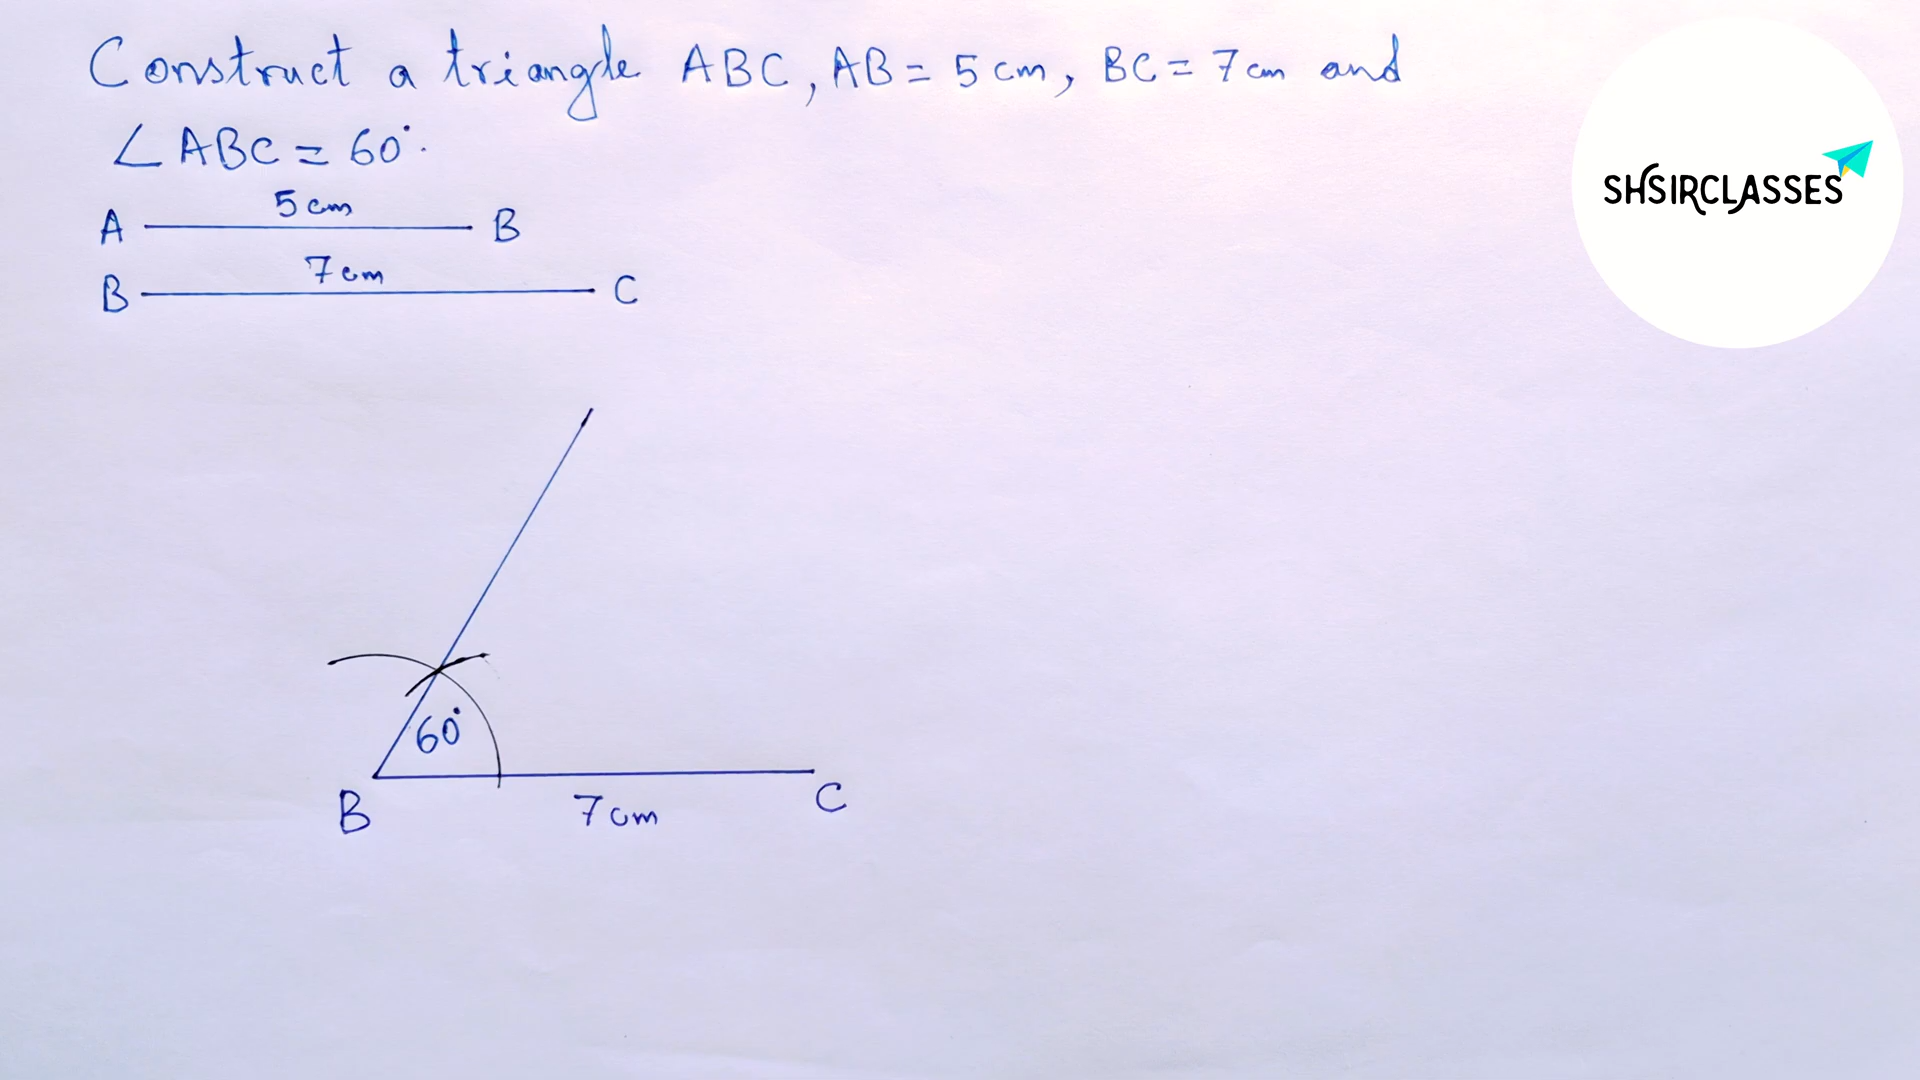 Construct a triangle ABC, AB = 5 cm, BC = 7 cm and
∠ABC = 60°.
5 cm
A B
7 cm
B C
SHSIRCLASSES
60°
B 7 cm C